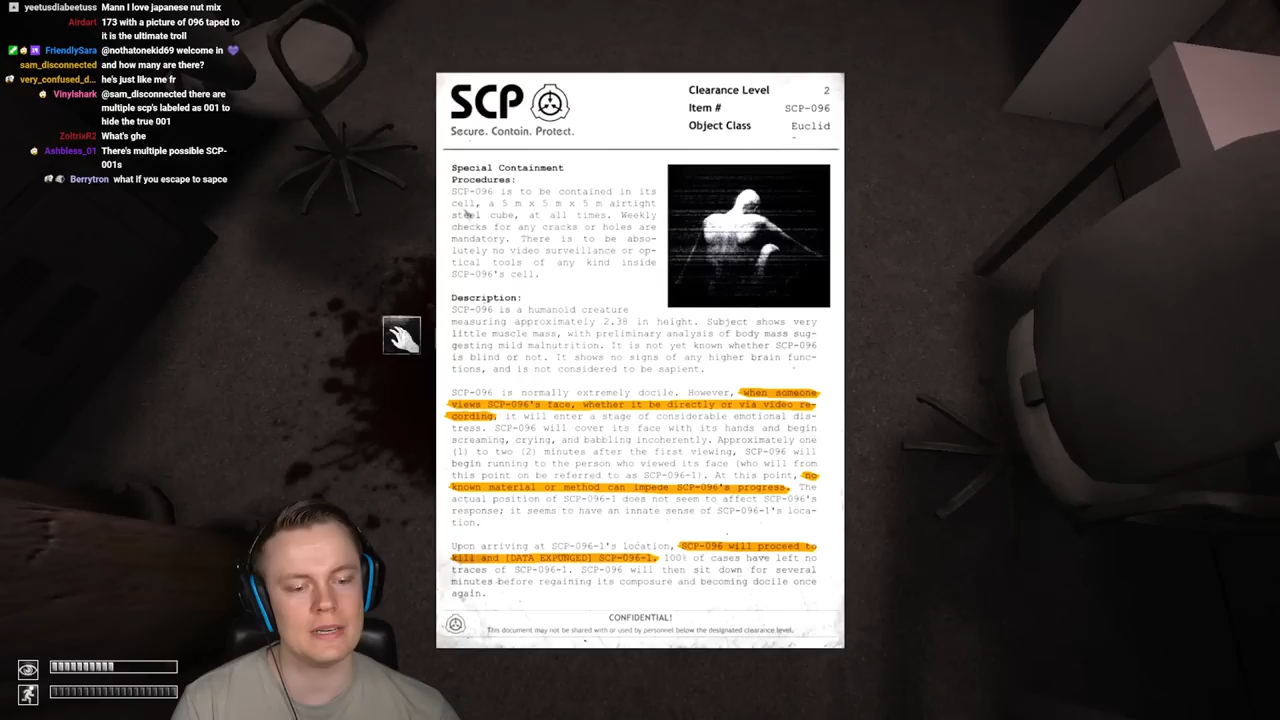 yeetusdiabeetuss Mann I love japanese nut mix
Airdart 173 with a picture of 096 taped to
it is the ultimate troll
FriendlySara @nothatonekid69 welcome in
sam_disconnected and how many are there?
very_confused_d... he's just like me fr
Vinylshark @sam_disconnected there are
multiple scp's labeled as 001 to
hide the true 001
ZoltrixR2 What's ghe
Ashbless_01 There's multiple possible SCP-
001s
Berrytron what if you escape to sapce
SCP
Secure. Contain. Protect.
Clearance Level 2
Item # SCP-096
Object Class Euclid
Special Containment
Procedures:
SCP-096 is to be contained in its
cell, a 5 m x 5 m x 5 m airtight
steel cube, at all times. Weekly
checks for any cracks or holes are
mandatory. There is to be abso-
lutely no video surveillance or op-
tical tools of any kind inside
SCP-096's cell.
Description:
SCP-096 is a humanoid creature
measuring approximately 2.38 in height. Subject shows very
little muscle mass, with preliminary analysis of body mass sug-
gesting mild malnutrition. It is not yet known whether SCP-096
is blind or not. It shows no signs of any higher brain func-
tions, and is not considered to be sapient.
SCP-096 is normally extremely docile. However, when someone
views SCP-096's face, whether it be directly or via video re-
cording, it will enter a stage of considerable emotional dis-
tress. SCP-096 will cover its face with its hands and begin
screaming, crying, and babbling incoherently. Approximately one
(1) to two (2) minutes after the first viewing, SCP-096 will
begin running to the person who viewed its face (who will from
this point on be referred to as SCP-096-1). At this point, no
known material or method can impede SCP-096's progress. The
actual position of SCP-096-1 does not seem to affect SCP-096's
response; it seems to have an innate sense of SCP-096-1's loca-
tion.
Upon arriving at SCP-096-1's location, SCP-096 will proceed to
kill and [DATA EXPUNGED] SCP-096-1. 100% of cases have left no
traces of SCP-096-1. SCP-096 will then sit down for several
minutes before regaining its composure and becoming docile once
again.
CONFIDENTIAL!
This document may not be shared with or used by personnel below the designated clearance level.